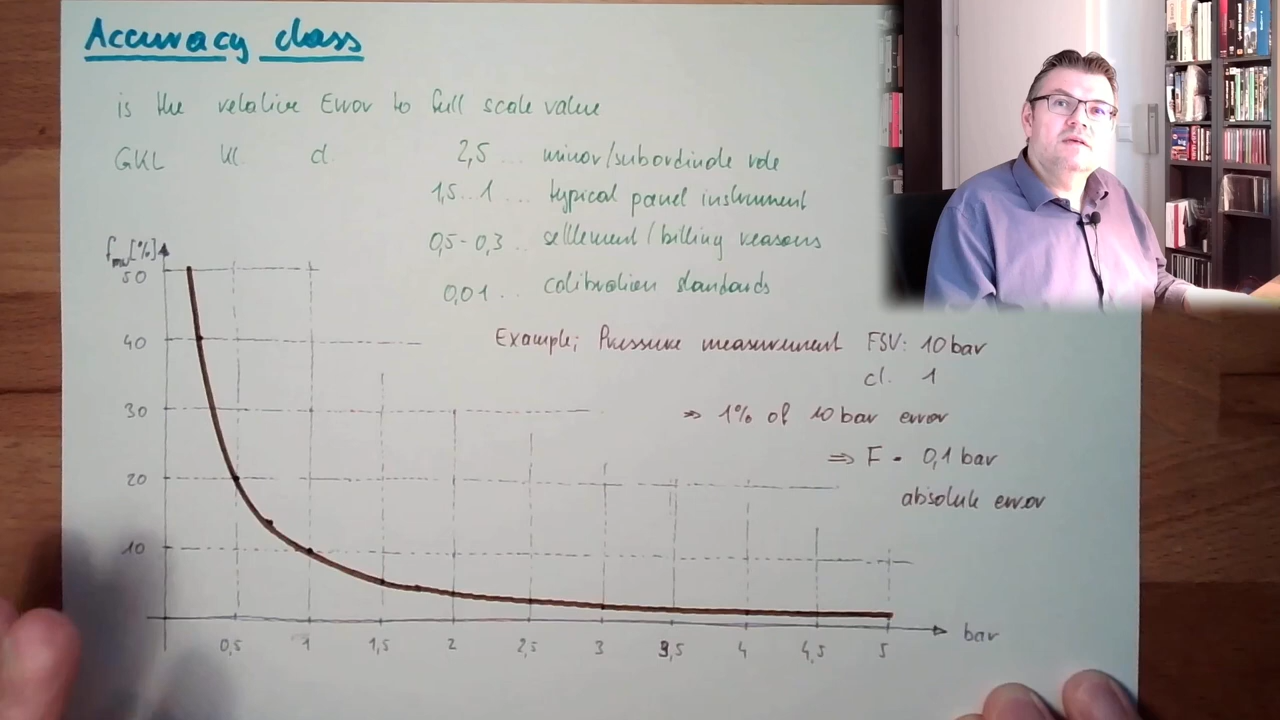 Accuracy class
is the relative Error to full scale value
GKL Kl. cl. 2,5 ... minor/subordinate role
1,5...1 ... typical panel instrument
0,5-0,3 .. settlement / billing reasons
0,01 .. calibration standards
Example; Pressure measurement FSV: 10 bar
cl. 1
⇒ 1% of 10 bar error
⇒ F = 0,1 bar
absolute error
[%]
50
40
30
20
10
0,5 1 1,5 2 2,5 3 3,5 4 4,5 5 bar